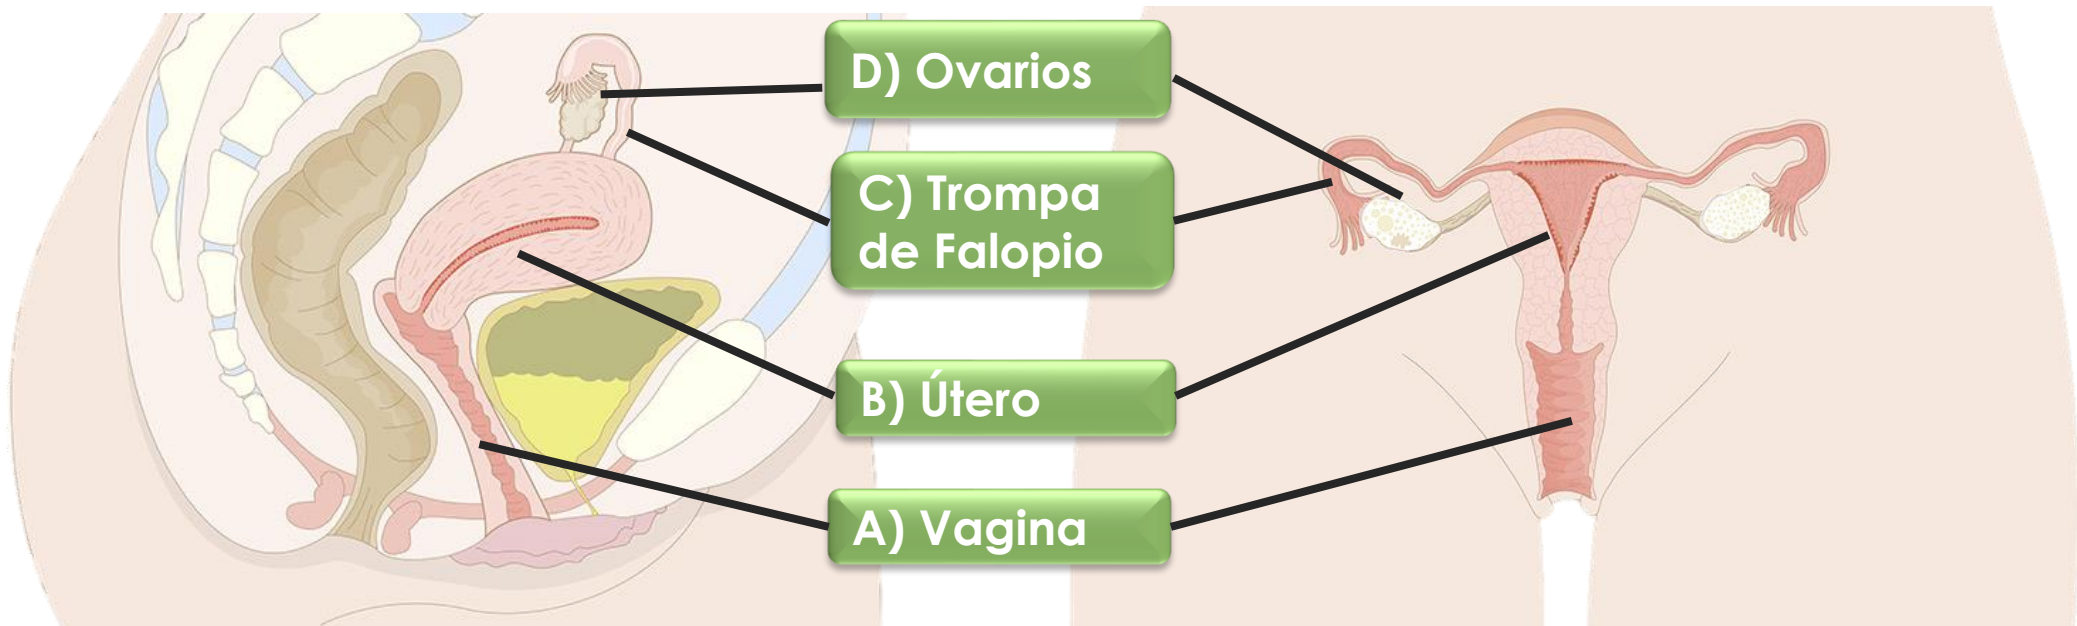 D) Ovarios
C) Trompa
de Falopio
B) Útero
A) Vagina